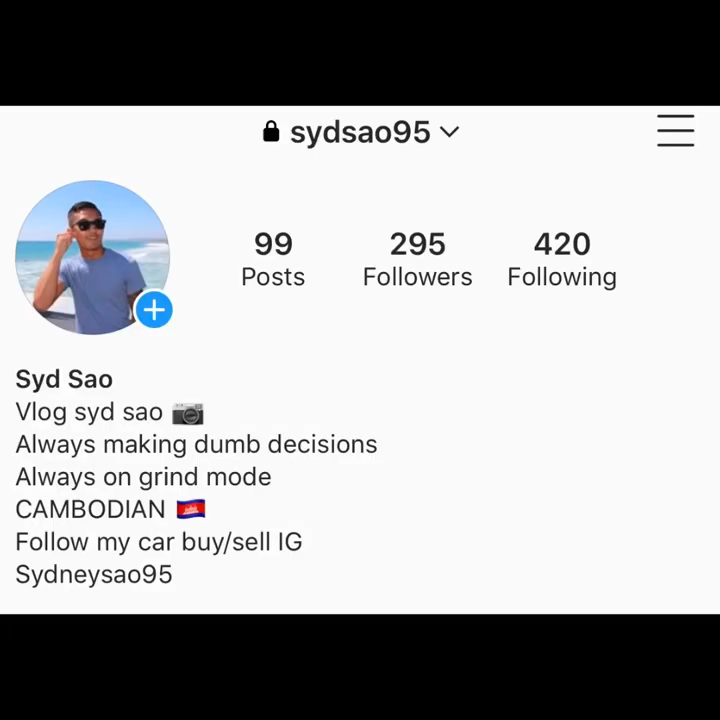 sydsao95
99 295 420
Posts Followers Following
Syd Sao
Vlog syd sao 📷
Always making dumb decisions
Always on grind mode
CAMBODIAN 🇰🇭
Follow my car buy/sell IG
Sydneysao95